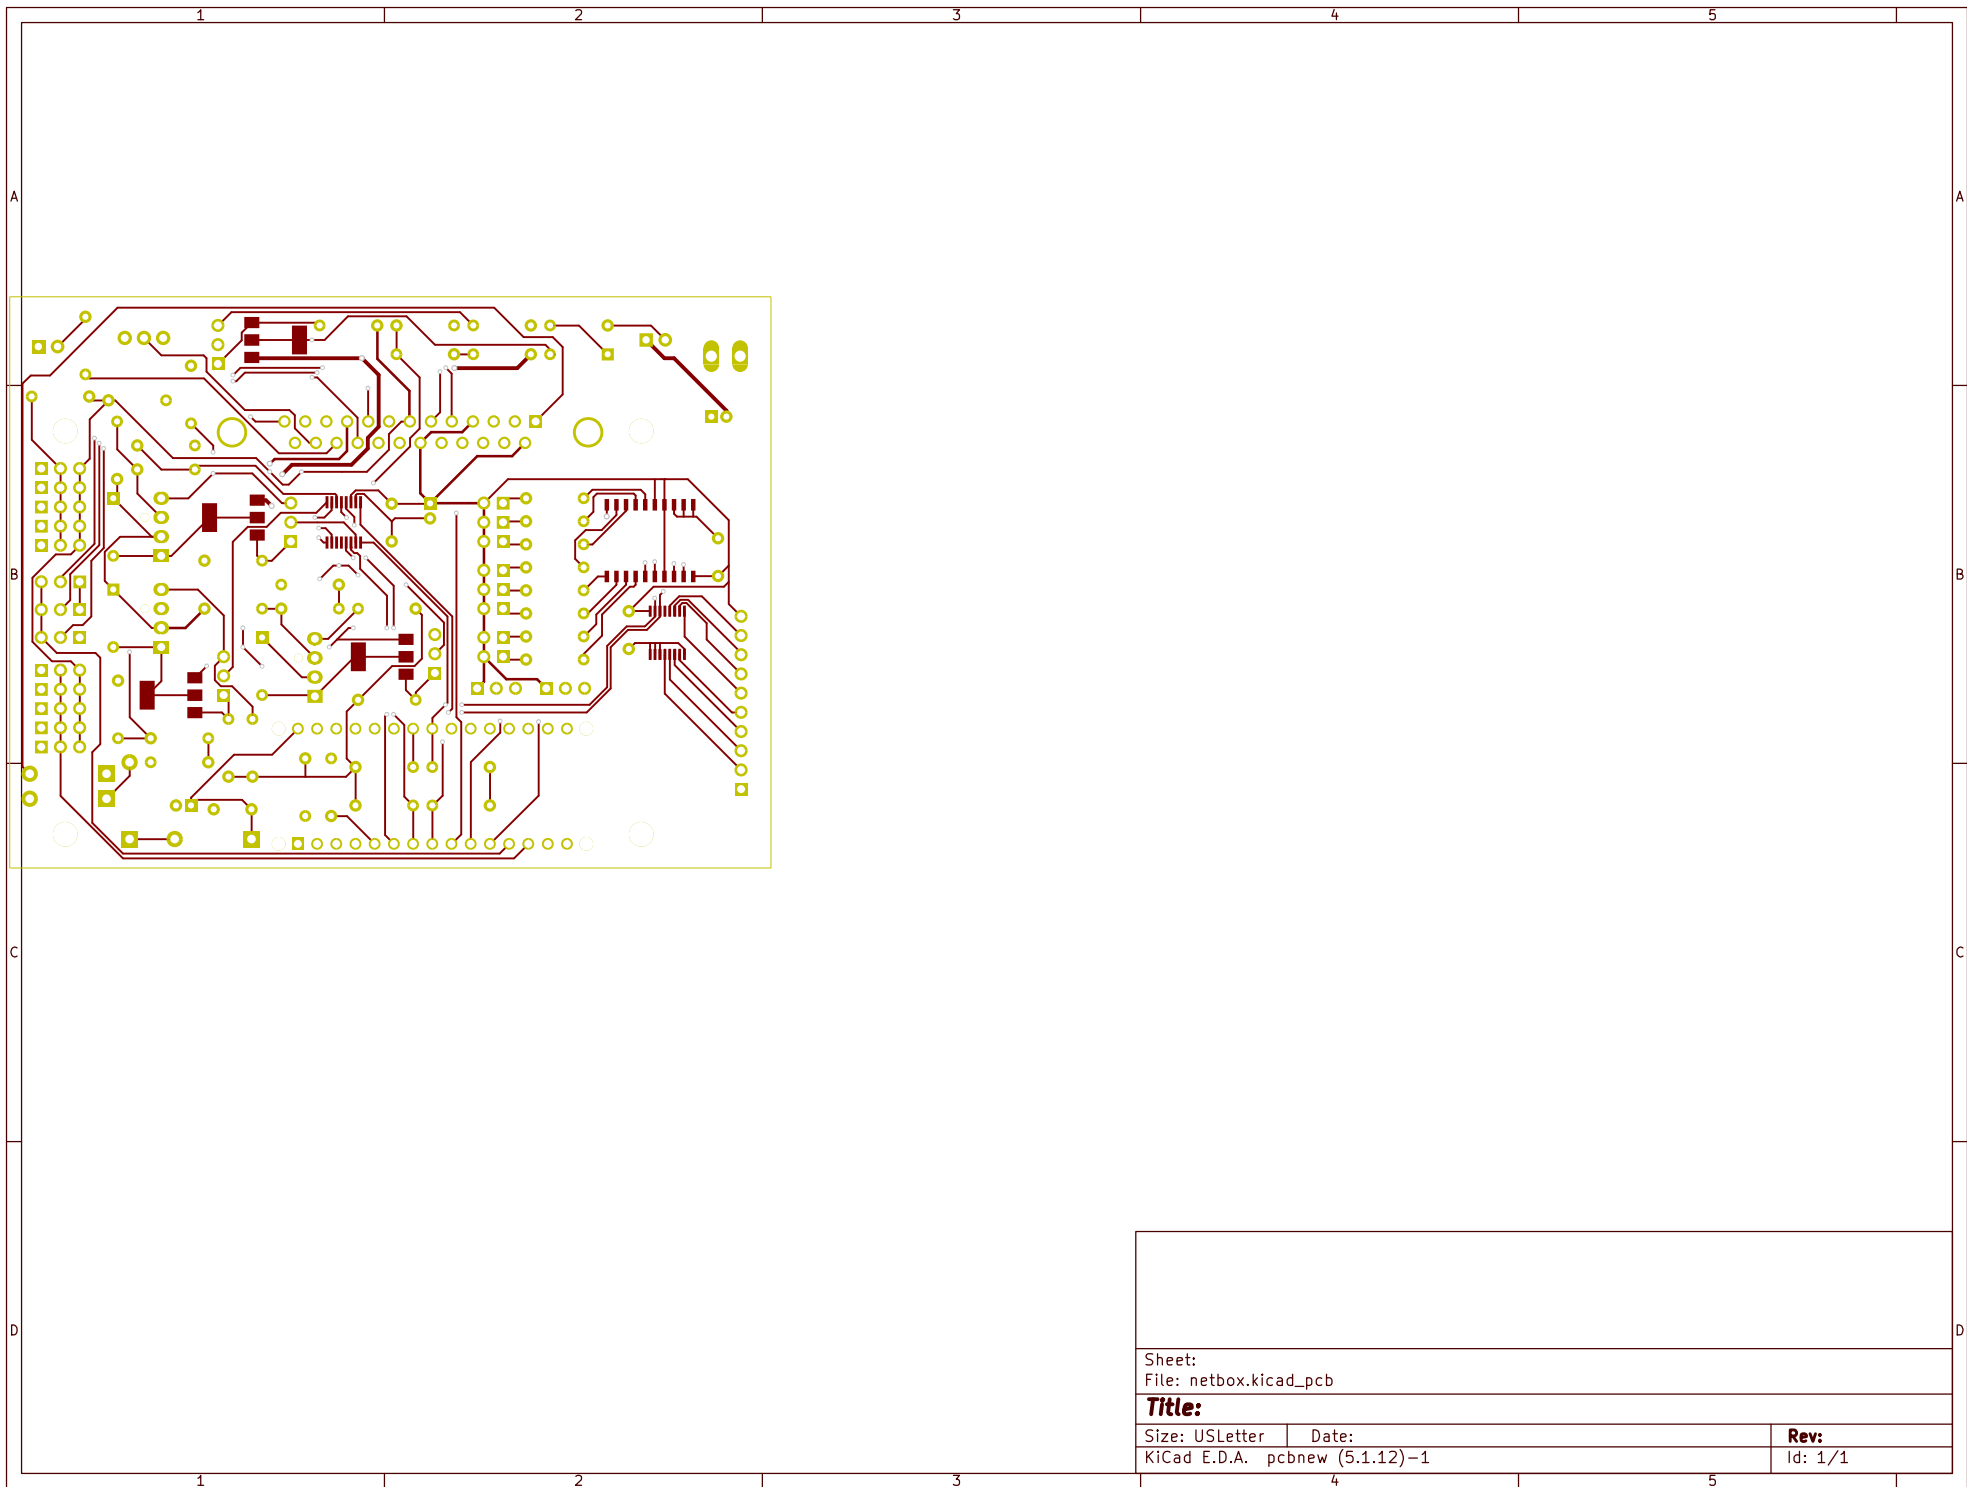 1 2 3 4 5
A A
B B
C C
D D
Sheet:
File: netbox.kicad_pcb
Title:
Size: USLetter Date: Rev:
KiCad E.D.A. pcbnew (5.1.12)-1 Id: 1/1
1 2 3 4 5